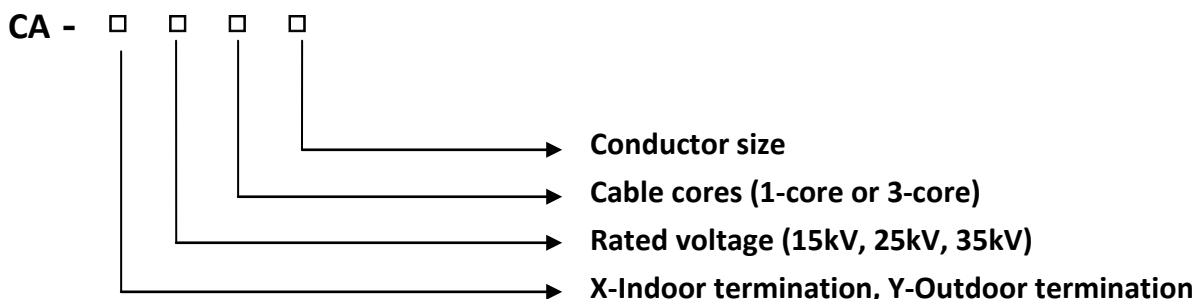 CA - □ □ □ □
Conductor size
Cable cores (1-core or 3-core)
Rated voltage (15kV, 25kV, 35kV)
X-Indoor termination, Y-Outdoor termination